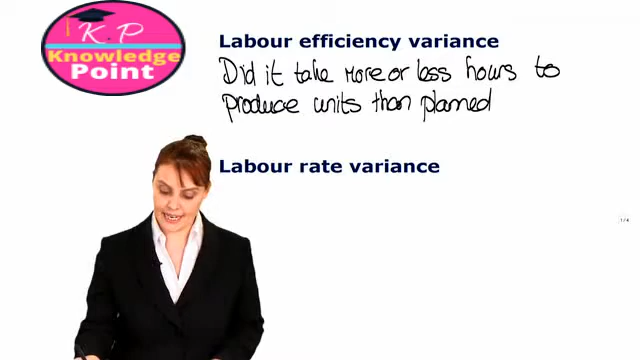 K.P
Knowledge
Point
Labour efficiency variance
Did it take more or less hours to
produce units than planned
Labour rate variance